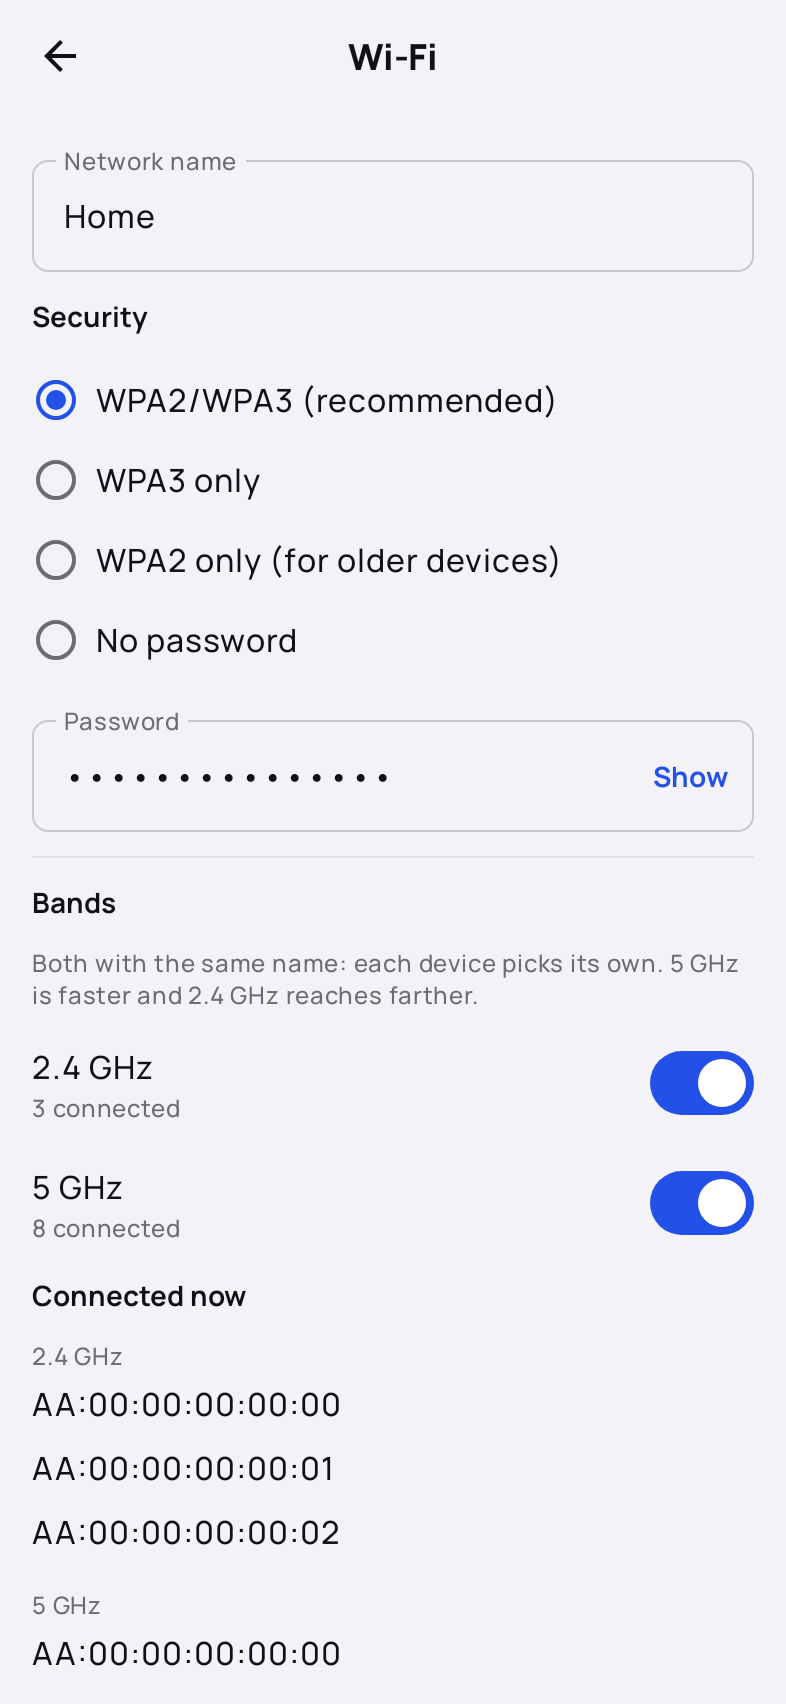 Wi-Fi
Network name
Home
Security
WPA2/WPA3 (recommended)
WPA3 only
WPA2 only (for older devices)
No password
Password
•••••••••••••••
Show
Bands
Both with the same name: each device picks its own. 5 GHz
is faster and 2.4 GHz reaches farther.
2.4 GHz
3 connected
5 GHz
8 connected
Connected now
2.4 GHz
AA:00:00:00:00:00
AA:00:00:00:00:01
AA:00:00:00:00:02
5 GHz
AA:00:00:00:00:00